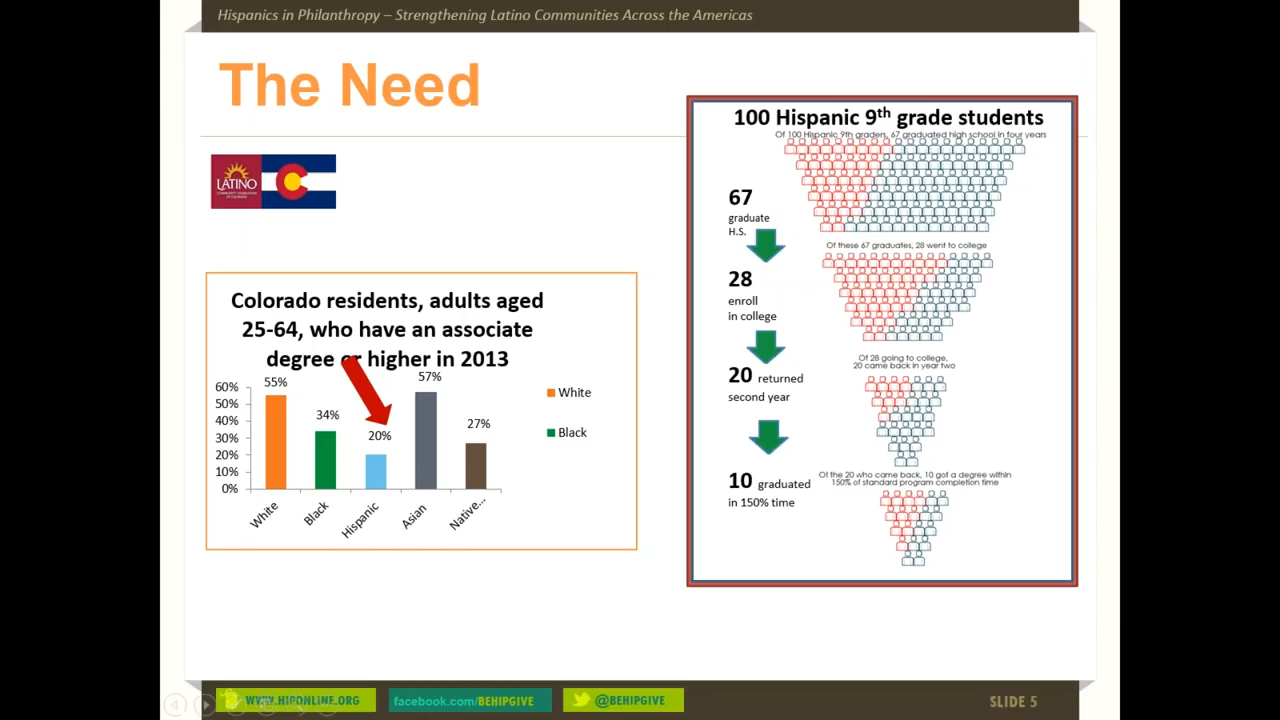 Hispanics in Philanthropy – Strengthening Latino Communities Across the Americas
The Need
LATINO
COMMUNITY FOUNDATION
OF COLORADO
Colorado residents, adults aged
25-64, who have an associate
degree or higher in 2013
60%
50%
40%
30%
20%
10%
0%
55%
34%
20%
57%
27%
White
Black
Hispanic
Asian
Native...
White
Black
100 Hispanic 9th grade students
Of 100 Hispanic 9th graders, 67 graduated high school in four years
67
graduate
H.S.
Of these 67 graduates, 28 went to college
28
enroll
in college
Of 28 going to college,
20 came back in year two
20 returned
second year
Of the 20 who came back, 10 got a degree within
150% of standard program completion time
10 graduated
in 150% time
WWW.HIPONLINE.ORG
facebook.com/BEHIPGIVE
@BEHIPGIVE
SLIDE 5